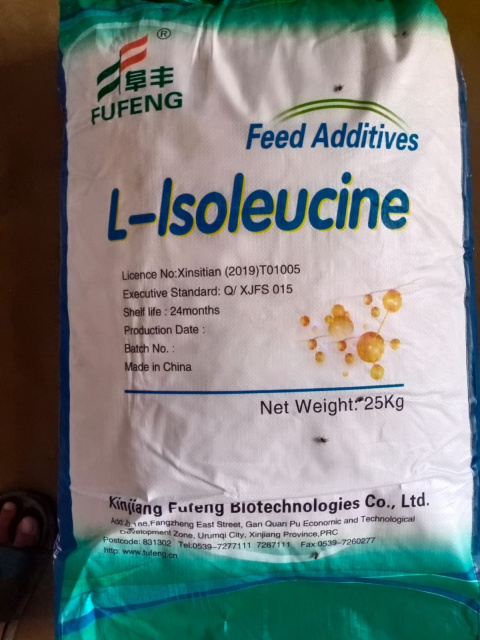 ®
阜丰
FUFENG
Feed Additives
L-Isoleucine
Licence No:Xinsitian (2019)T01005
Executive Standard: Q/ XJFS 015
Shelf life : 24months
Production Date :
Batch No. :
Made in China
Net Weight: 25Kg
Xinjiang Fufeng Biotechnologies Co., Ltd.
Fangzheng East Street, Gan Quan Pu Economic and Technological
Development Zone, Urumqi City, Xinjiang Province,PRC
Postcode: 831302 Tel:0539-7277111 7287111 Fax:0539-7260277
http: www.fufeng.cn